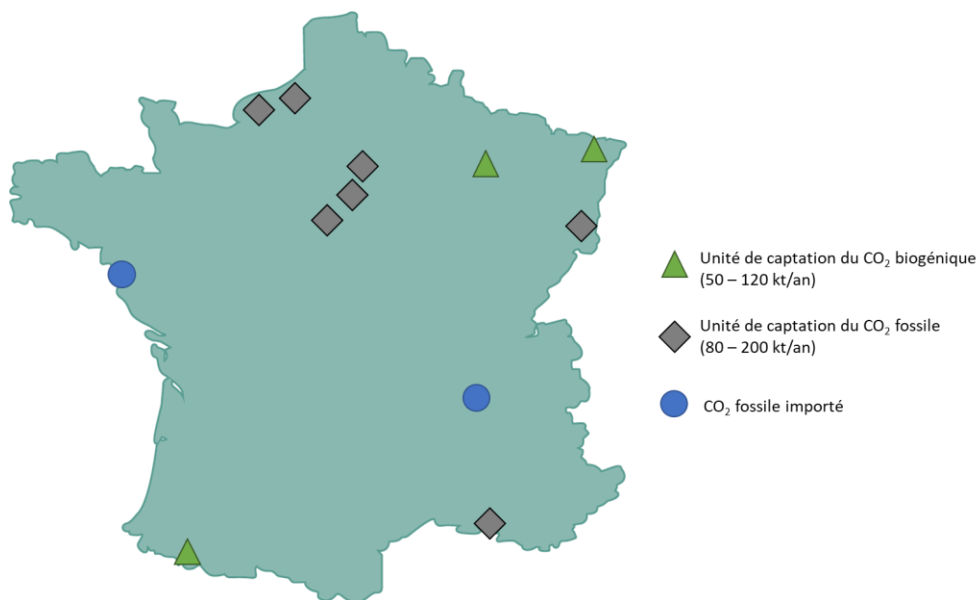 Unité de captation du CO₂ biogénique
(50 – 120 kt/an)
Unité de captation du CO₂ fossile
(80 – 200 kt/an)
CO₂ fossile importé